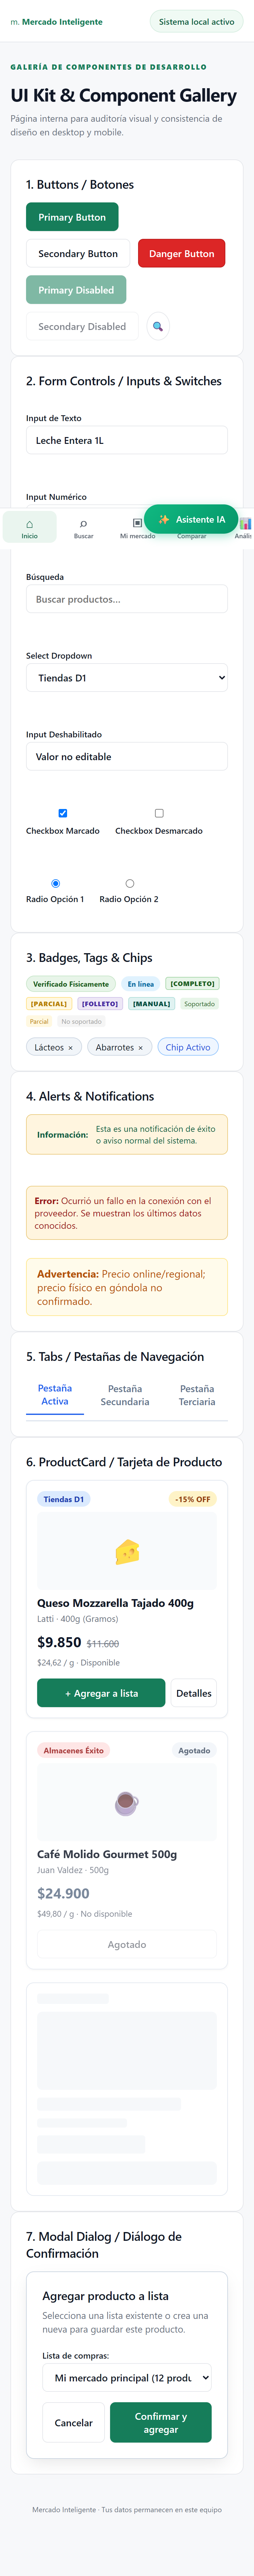 m. Mercado Inteligente
Sistema local activo
GALERÍA DE COMPONENTES DE DESARROLLO
UI Kit & Component Gallery
Página interna para auditoría visual y consistencia de
diseño en desktop y mobile.
1. Buttons / Botones
Primary Button
Secondary Button
Danger Button
Primary Disabled
Secondary Disabled
2. Form Controls / Inputs & Switches
Input de Texto
Leche Entera 1L
Input Numérico
Inicio
Buscar
Mi mercado
Comparar
Asistente IA
Búsqueda
Buscar productos...
Select Dropdown
Tiendas D1
Input Deshabilitado
Valor no editable
Checkbox Marcado
Checkbox Desmarcado
Radio Opción 1
Radio Opción 2
3. Badges, Tags & Chips
Verificado Físicamente
En línea
[COMPLETO]
[PARCIAL]
[FOLLETO]
[MANUAL]
Soportado
Parcial
No soportado
Lácteos ×
Abarrotes ×
Chip Activo
4. Alerts & Notifications
Información:
Esta es una notificación de éxito
o aviso normal del sistema.
Error: Ocurrió un fallo en la conexión con el
proveedor. Se muestran los últimos datos
conocidos.
Advertencia: Precio online/regional;
precio físico en góndola no
confirmado.
5. Tabs / Pestañas de Navegación
Pestaña
Activa
Pestaña
Secundaria
Pestaña
Terciaria
6. ProductCard / Tarjeta de Producto
Tiendas D1
-15% OFF
Queso Mozzarella Tajado 400g
Latti · 400g (Gramos)
$9.850 $11.600
$24,62 / g · Disponible
+ Agregar a lista
Detalles
Almacenes Éxito
Agotado
Café Molido Gourmet 500g
Juan Valdez · 500g
$24.900
$49,80 / g · No disponible
Agotado
7. Modal Dialog / Diálogo de
Confirmación
Agregar producto a lista
Selecciona una lista existente o crea una
nueva para guardar este producto.
Lista de compras:
Mi mercado principal (12 produ
Cancelar
Confirmar y
agregar
Mercado Inteligente · Tus datos permanecen en este equipo